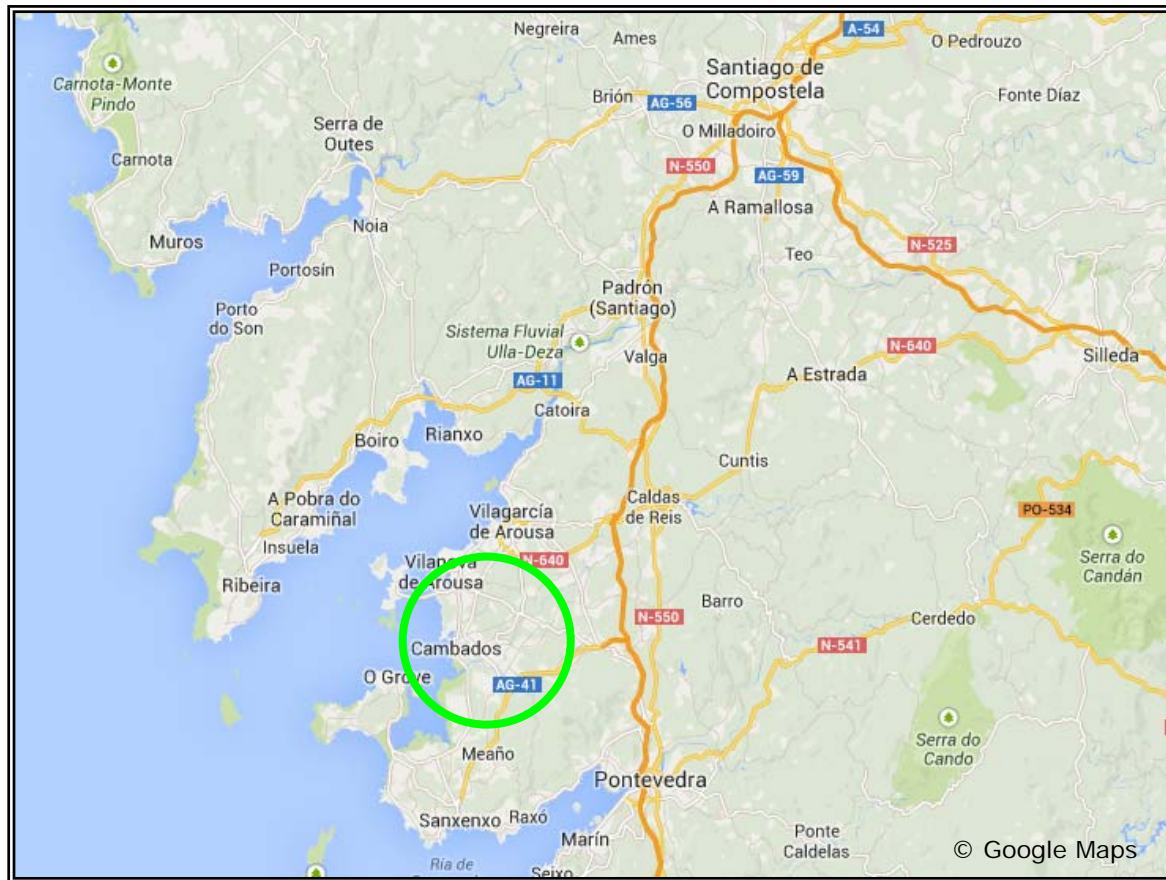 A-54
Negreira
Ames
O Pedrouzo
Santiago de
Compostela
Carnota-Monte
Pindo
Brión
AG-56
Fonte Díaz
Serra de
Outes
O Milladoiro
Carnota
N-550
AG-59
A Ramallosa
Noia
Muros
N-525
Teo
Portosín
Padrón
(Santiago)
Porto
do Son
Sistema Fluvial
Ulla-Deza
N-640
Valga
Silleda
A Estrada
AG-11
Catoira
Rianxo
Boiro
Cuntis
A Pobra do
Caramiñal
Caldas
de Reis
Vilagarcía
de Arousa
PO-534
Insuela
N-640
Vilanova
de Arousa
Serra do
Candán
Ribeira
Barro
N-550
Cerdedo
N-541
Cambados
O Grove
AG-41
Serra do
Cando
Meaño
Pontevedra
Sanxenxo
Raxó
Marín
Ponte
Caldelas
© Google Maps
Ría de
Seixo